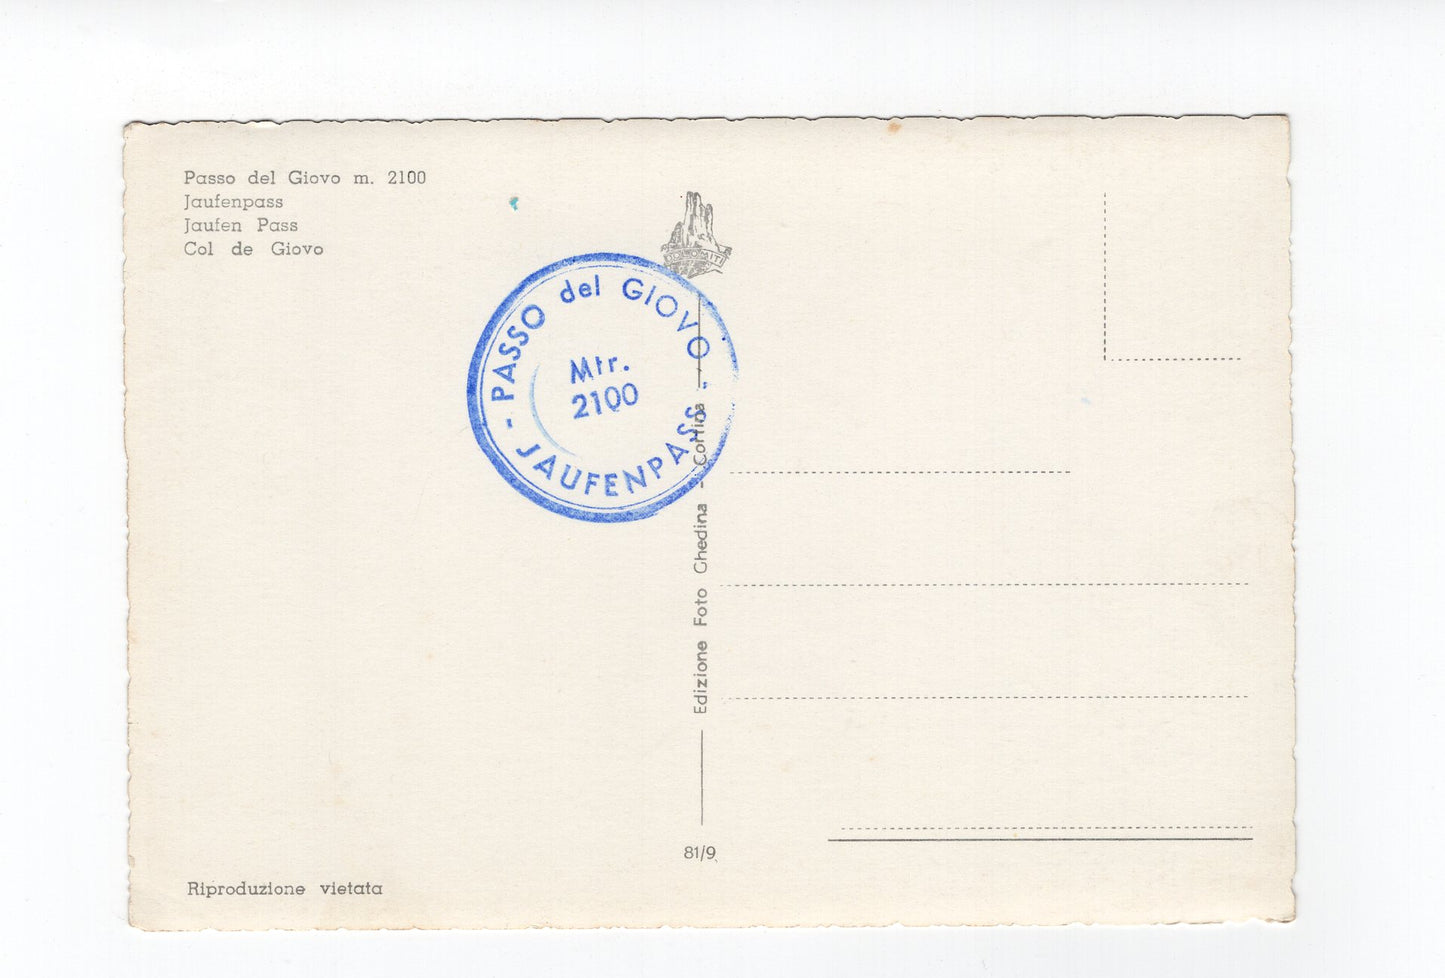 Passo del Giovo m. 2100
Jaufenpass
Jaufen Pass
Col de Giovo
DOLOMITI
- PASSO del GIOVO -
Mtr.
2100
JAUFENPASS
Edizione Foto Ghedina - Cortina
81/9
Riproduzione vietata